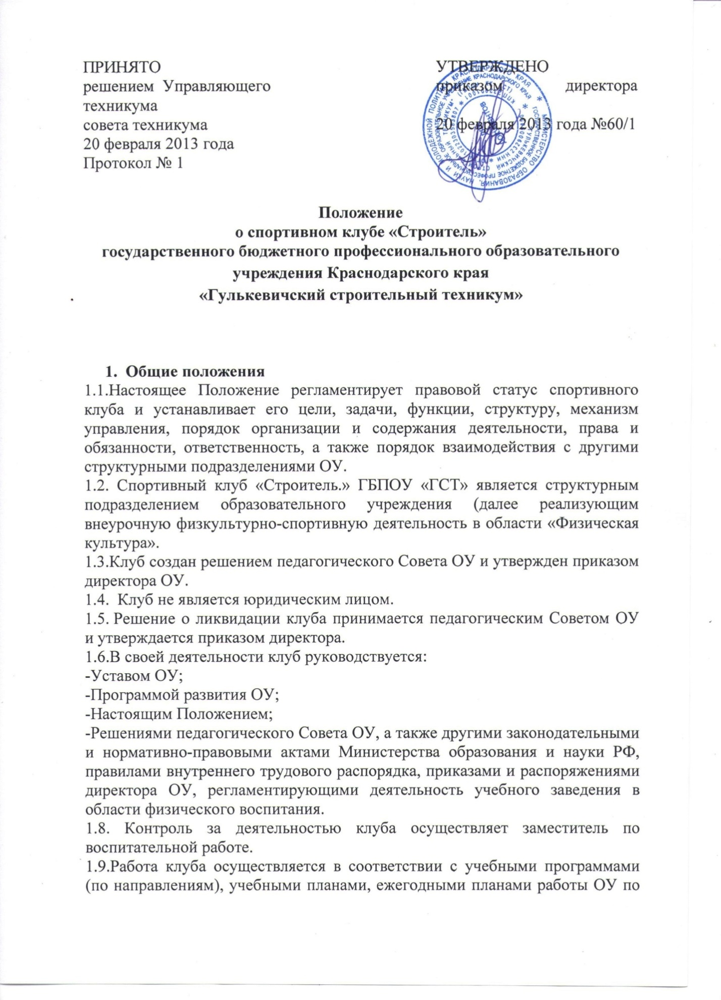 ПРИНЯТО
решением Управляющего
техникума
совета техникума
20 февраля 2013 года
Протокол № 1
УТВЕРЖДЕНО
приказом директора
20 февраля 2013 года №60/1
Положение
о спортивном клубе «Строитель»
государственного бюджетного профессионального образовательного
учреждения Краснодарского края
«Гулькевичский строительный техникум»
1. Общие положения
1.1.Настоящее Положение регламентирует правовой статус спортивного
клуба и устанавливает его цели, задачи, функции, структуру, механизм
управления, порядок организации и содержания деятельности, права и
обязанности, ответственность, а также порядок взаимодействия с другими
структурными подразделениями ОУ.
1.2. Спортивный клуб «Строитель.» ГБПОУ «ГСТ» является структурным
подразделением образовательного учреждения (далее реализующим
внеурочную физкультурно-спортивную деятельность в области «Физическая
культура».
1.3.Клуб создан решением педагогического Совета ОУ и утвержден приказом
директора ОУ.
1.4. Клуб не является юридическим лицом.
1.5. Решение о ликвидации клуба принимается педагогическим Советом ОУ
и утверждается приказом директора.
1.6.В своей деятельности клуб руководствуется:
-Уставом ОУ;
-Программой развития ОУ;
-Настоящим Положением;
-Решениями педагогического Совета ОУ, а также другими законодательными
и нормативно-правовыми актами Министерства образования и науки РФ,
правилами внутреннего трудового распорядка, приказами и распоряжениями
директора ОУ, регламентирующими деятельность учебного заведения в
области физического воспитания.
1.8. Контроль за деятельностью клуба осуществляет заместитель по
воспитательной работе.
1.9.Работа клуба осуществляется в соответствии с учебными программами
(по направлениям), учебными планами, ежегодными планами работы ОУ по